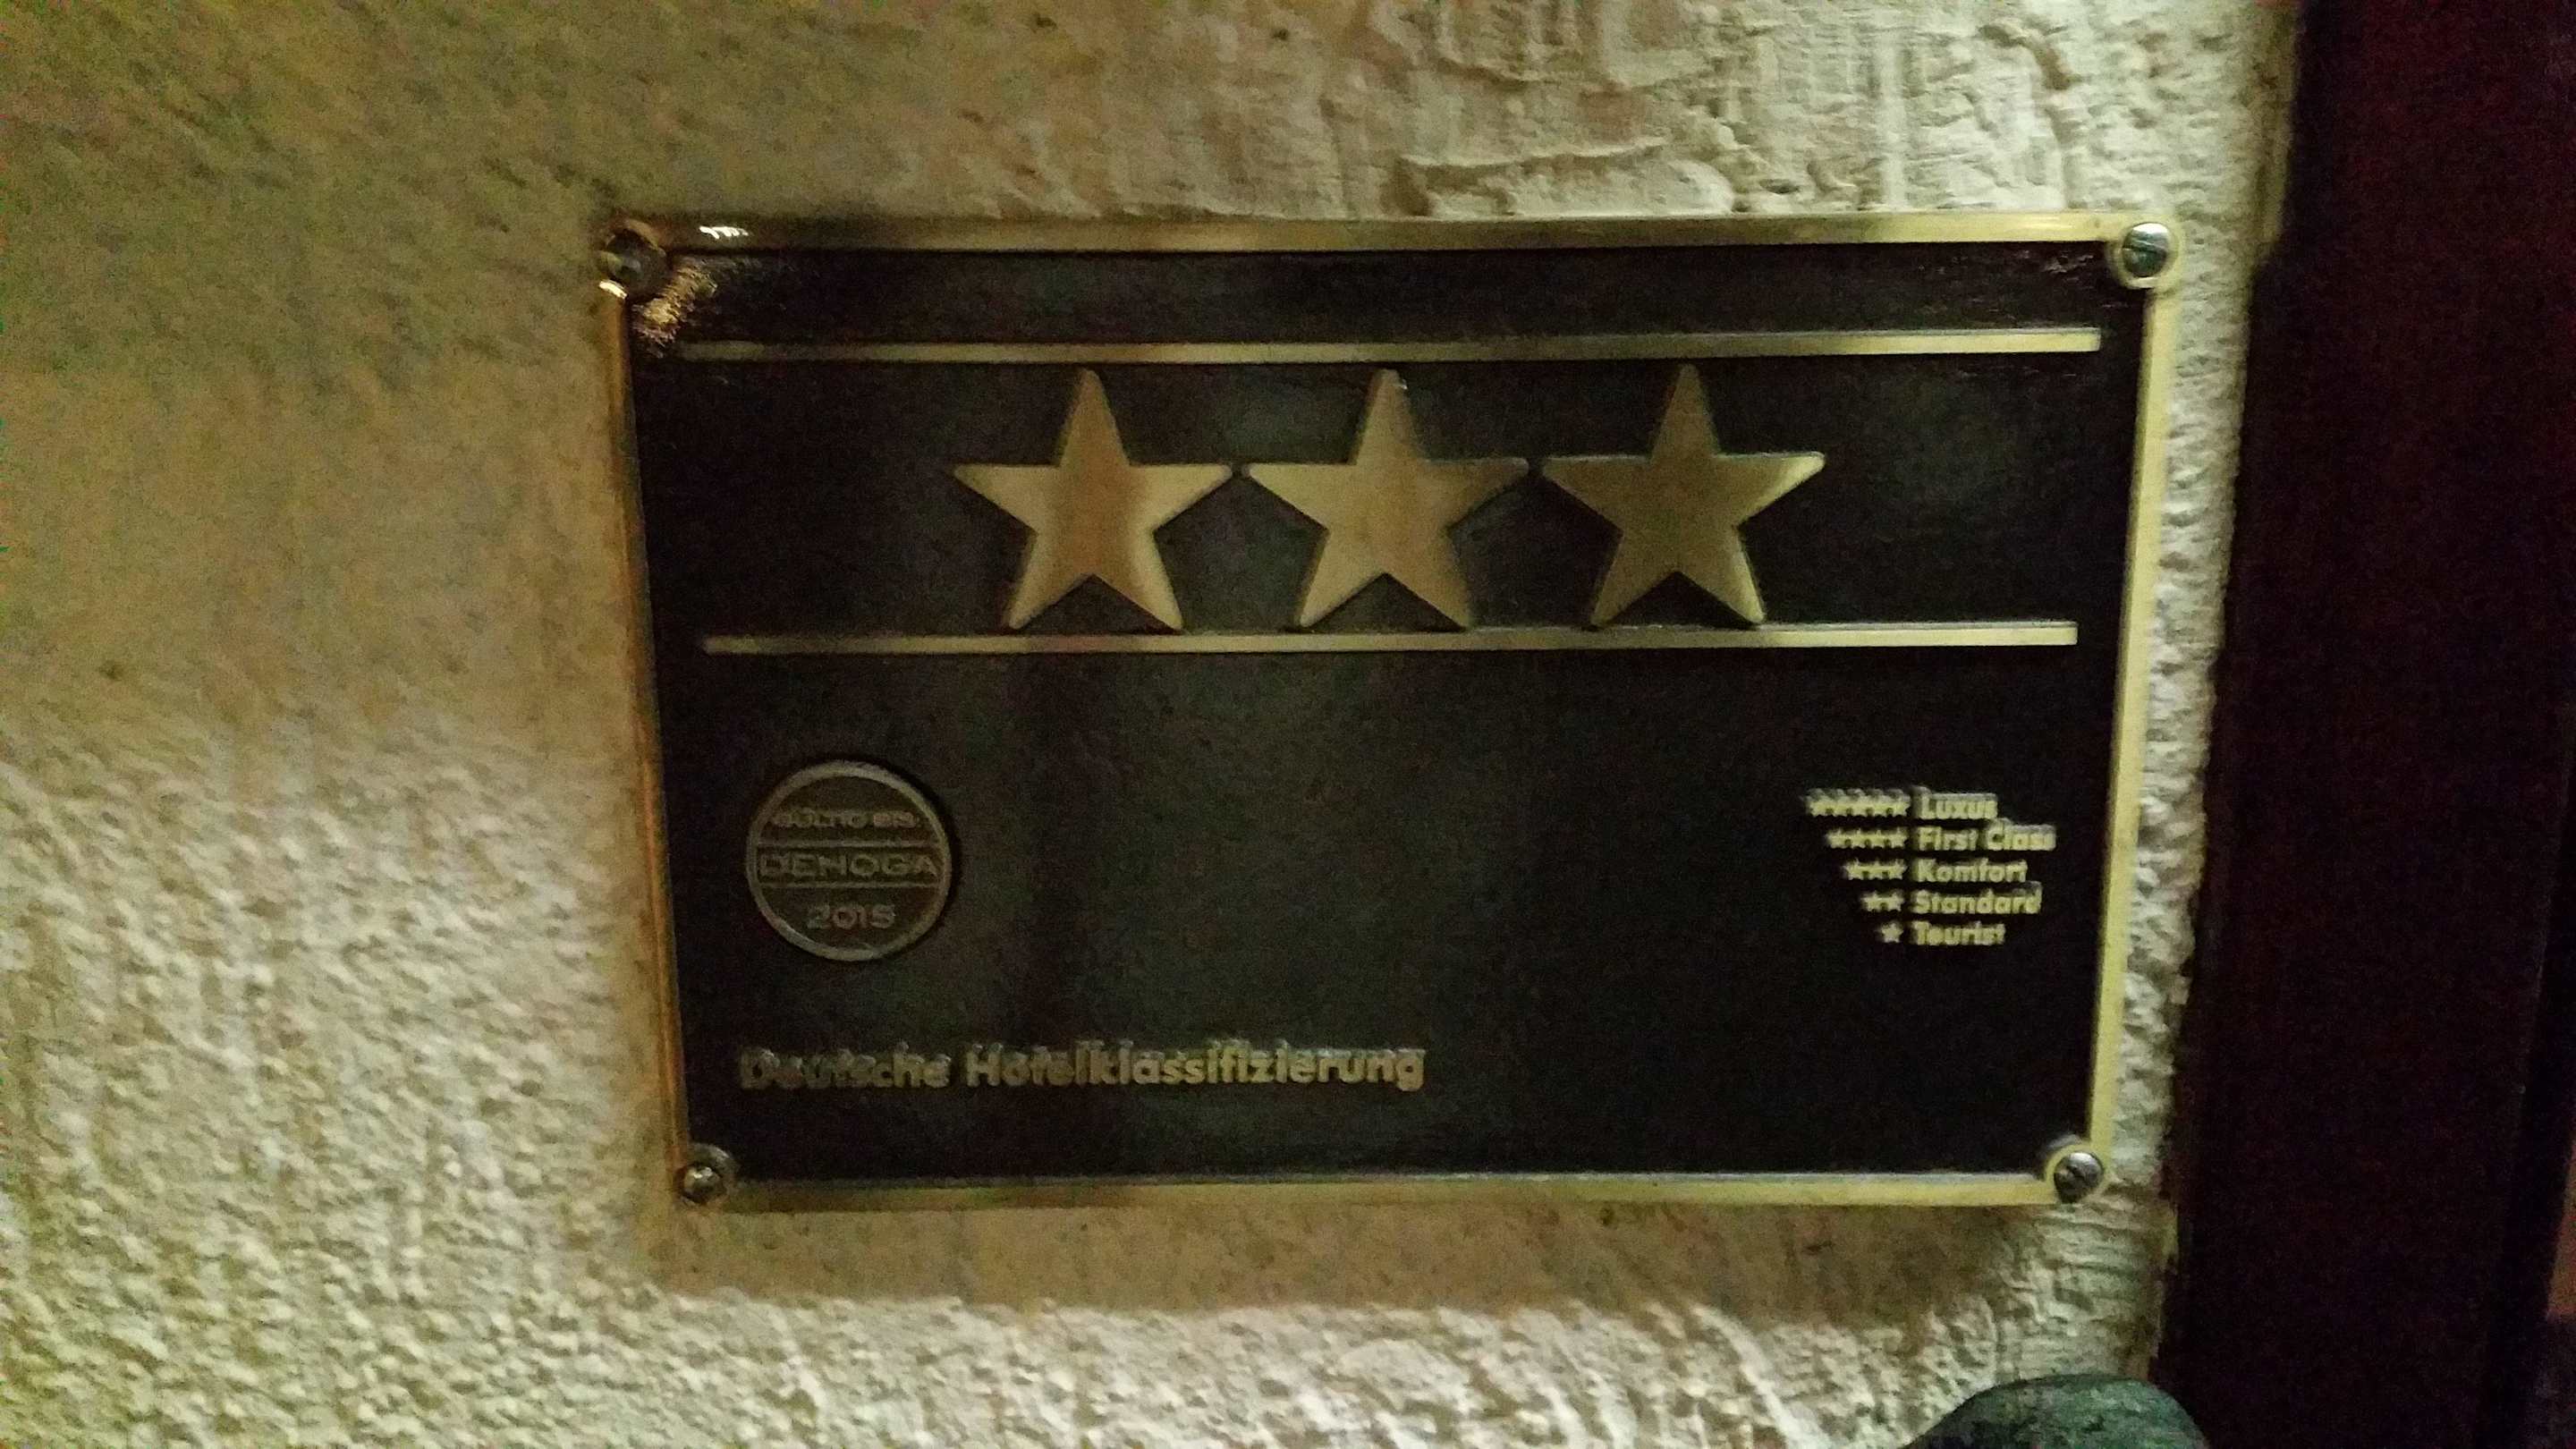 GÜLTIG BIS
DEHOGA
2015
★★★★★ Luxus
★★★★ First Class
★★★ Komfort
★★ Standard
★ Tourist
Deutsche Hotelklassifizierung